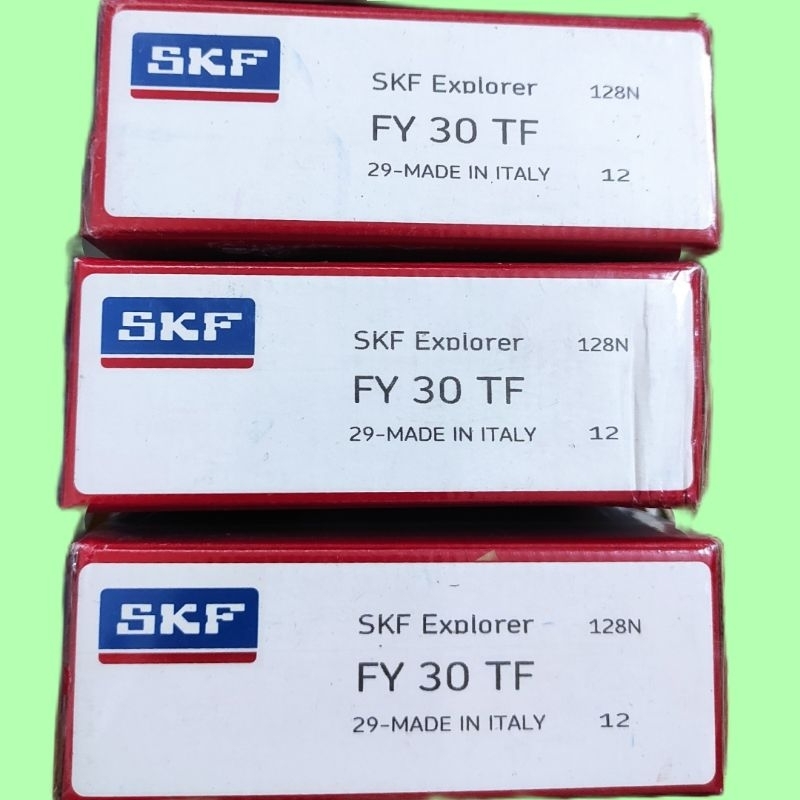 SKF
SKF Explorer 128N
FY 30 TF
29-MADE IN ITALY 12
SKF
SKF Explorer 128N
FY 30 TF
29-MADE IN ITALY 12
SKF
SKF Explorer 128N
FY 30 TF
29-MADE IN ITALY 12